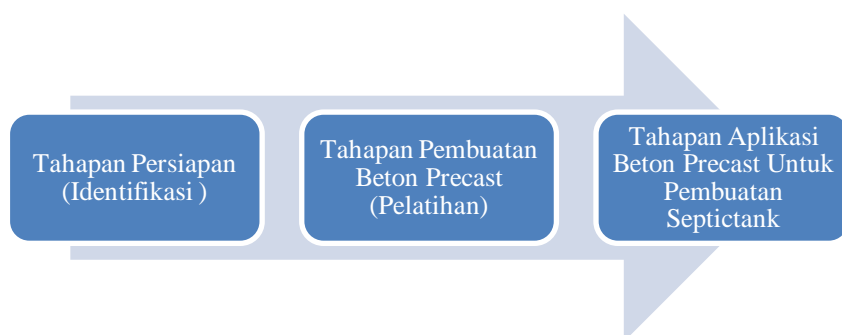 Tahapan Persiapan
(Identifikasi )
Tahapan Pembuatan
Beton Precast
(Pelatihan)
Tahapan Aplikasi
Beton Precast Untuk
Pembuatan
Septictank